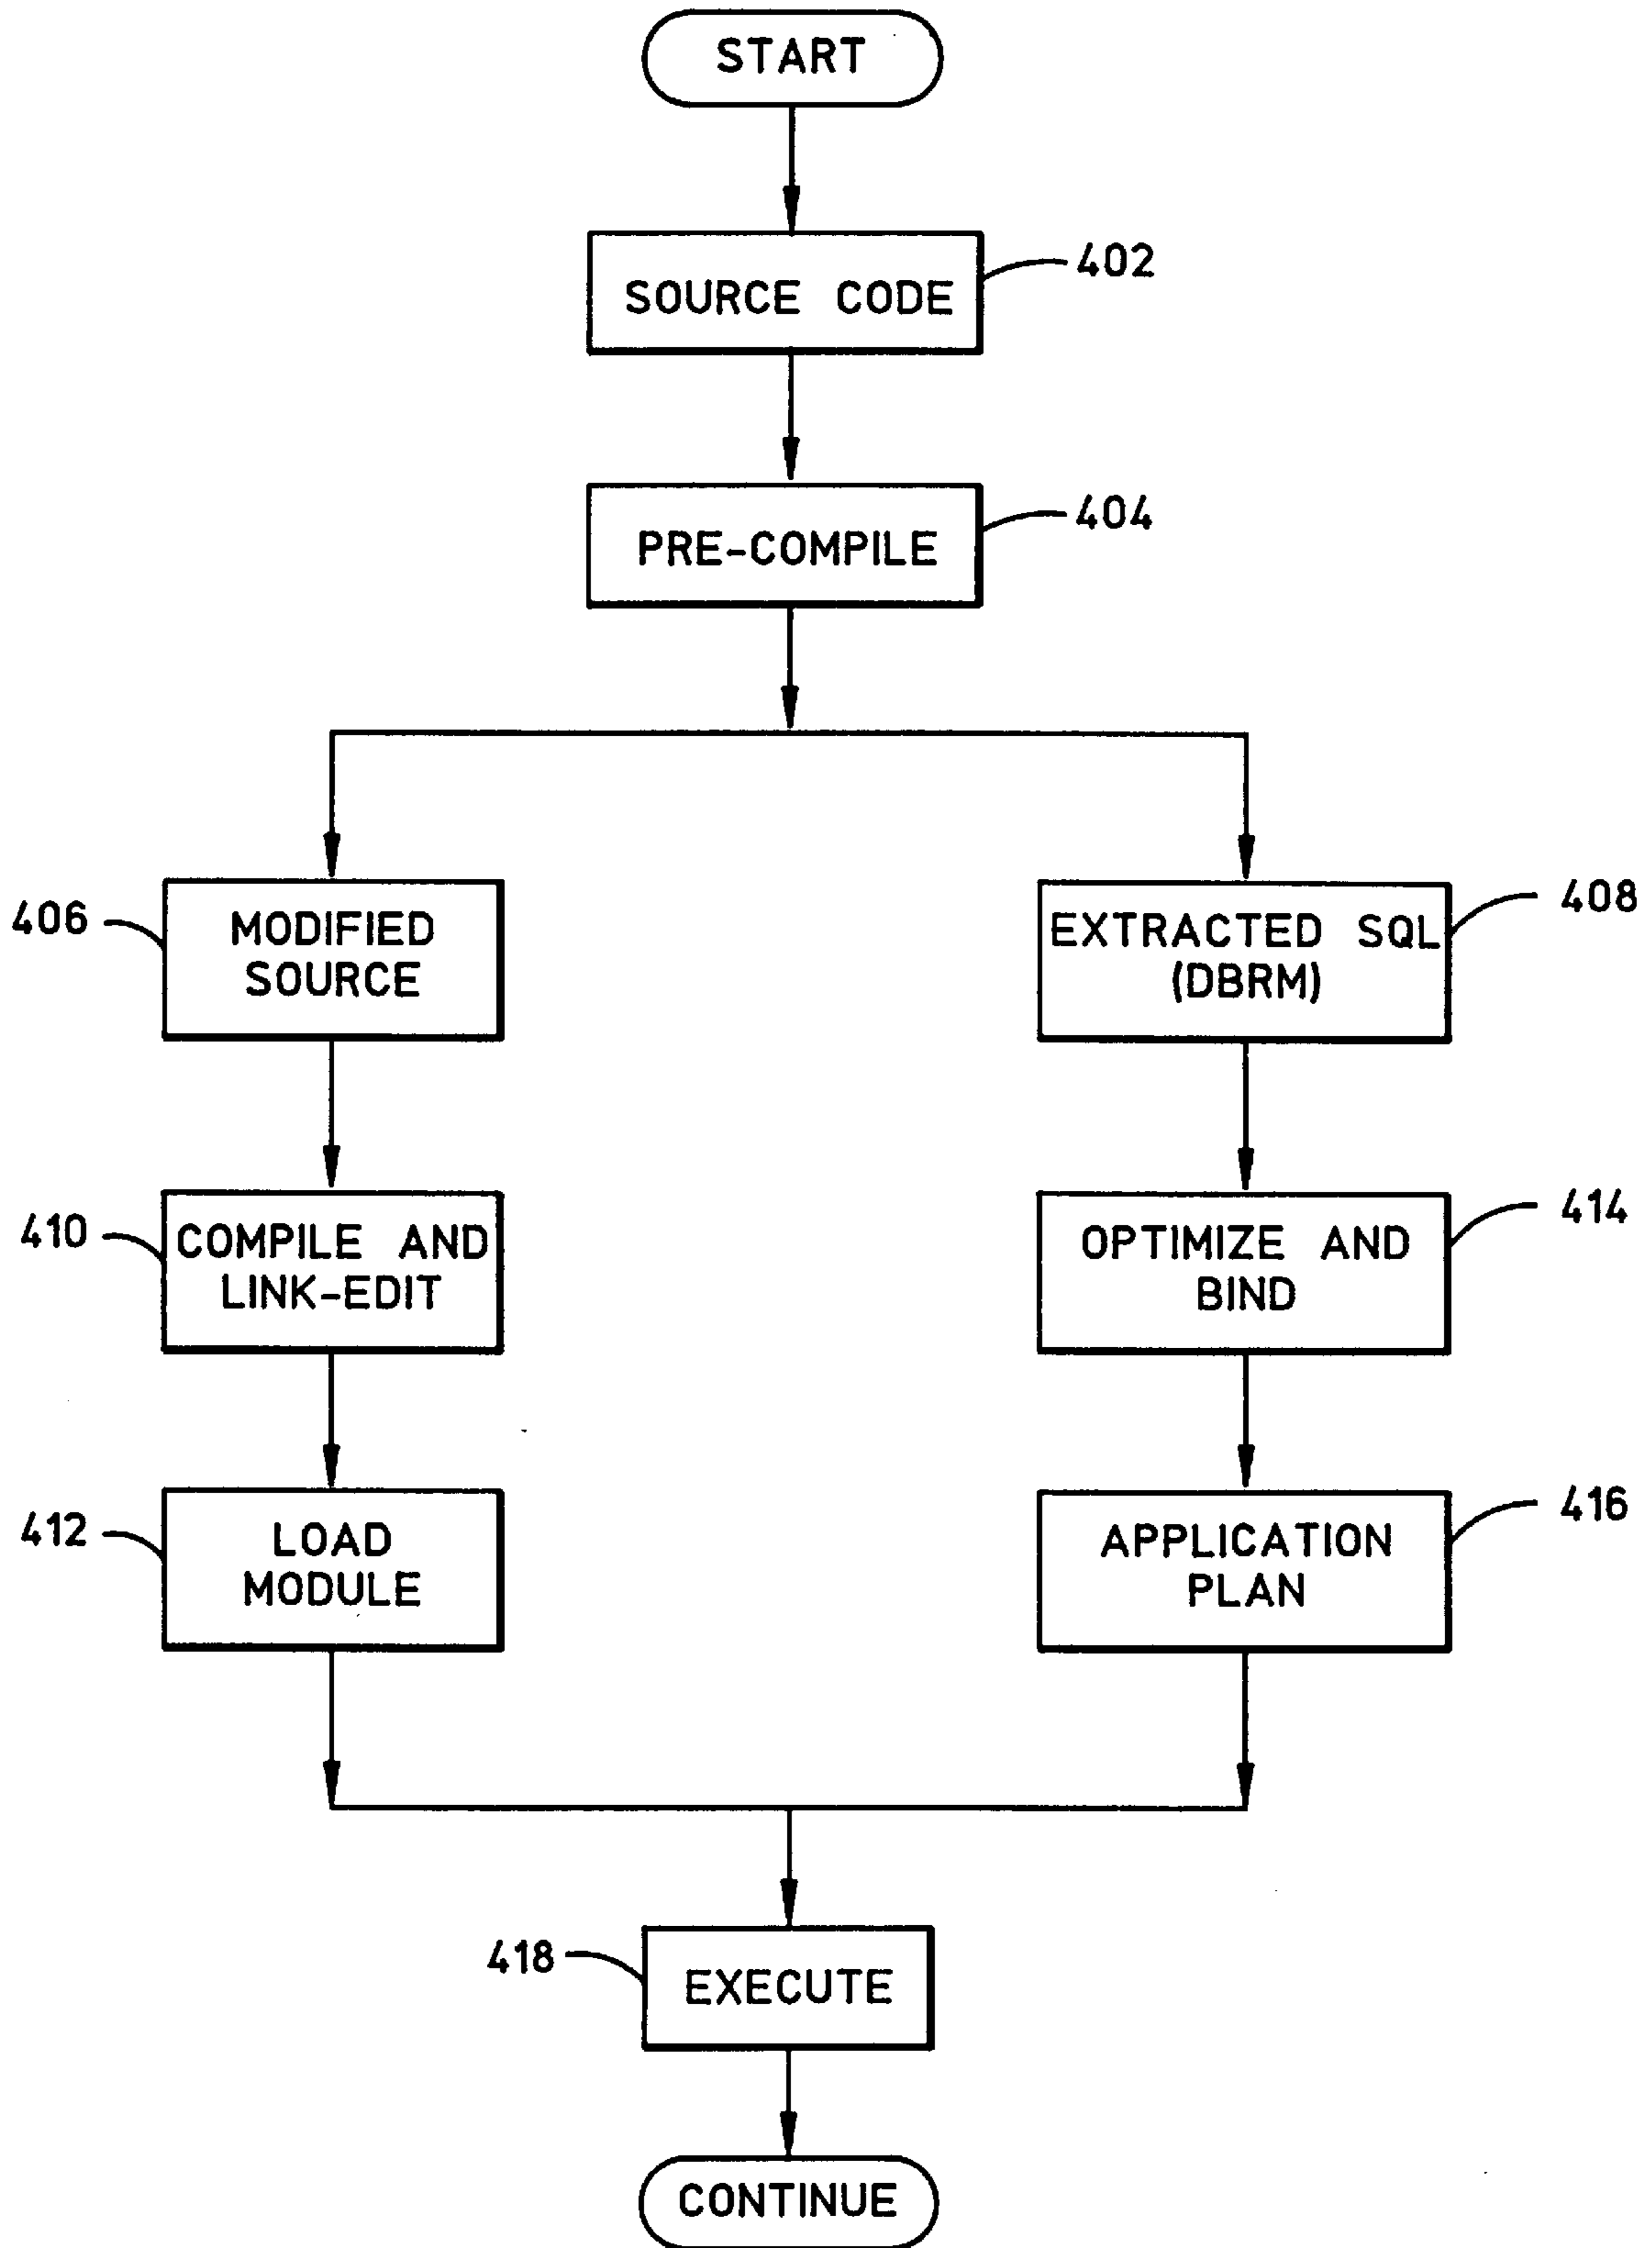 START
SOURCE CODE
402
PRE-COMPILE
404
406
MODIFIED
SOURCE
EXTRACTED SQL
(DBRM)
408
410
COMPILE AND
LINK-EDIT
OPTIMIZE AND
BIND
414
412
LOAD
MODULE
APPLICATION
PLAN
416
418
EXECUTE
CONTINUE